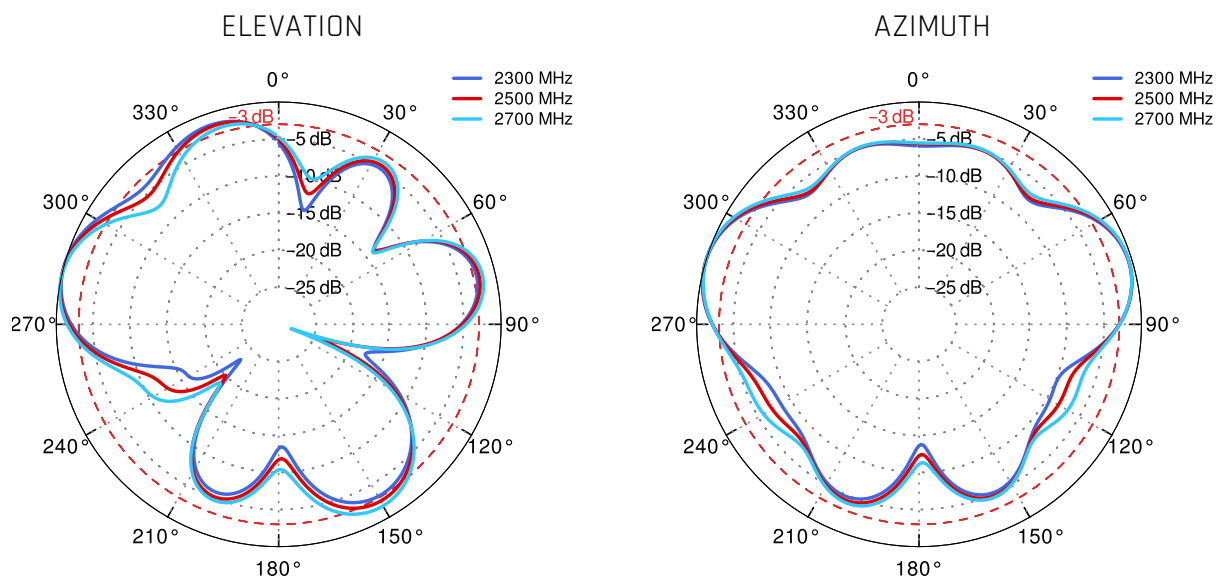 ELEVATION
2300 MHz
2500 MHz
2700 MHz
0°
30°
60°
90°
120°
150°
180°
210°
240°
270°
300°
330°
−3 dB
−5 dB
−10 dB
−15 dB
−20 dB
−25 dB
AZIMUTH
2300 MHz
2500 MHz
2700 MHz
0°
30°
60°
90°
120°
150°
180°
210°
240°
270°
300°
330°
−3 dB
−5 dB
−10 dB
−15 dB
−20 dB
−25 dB